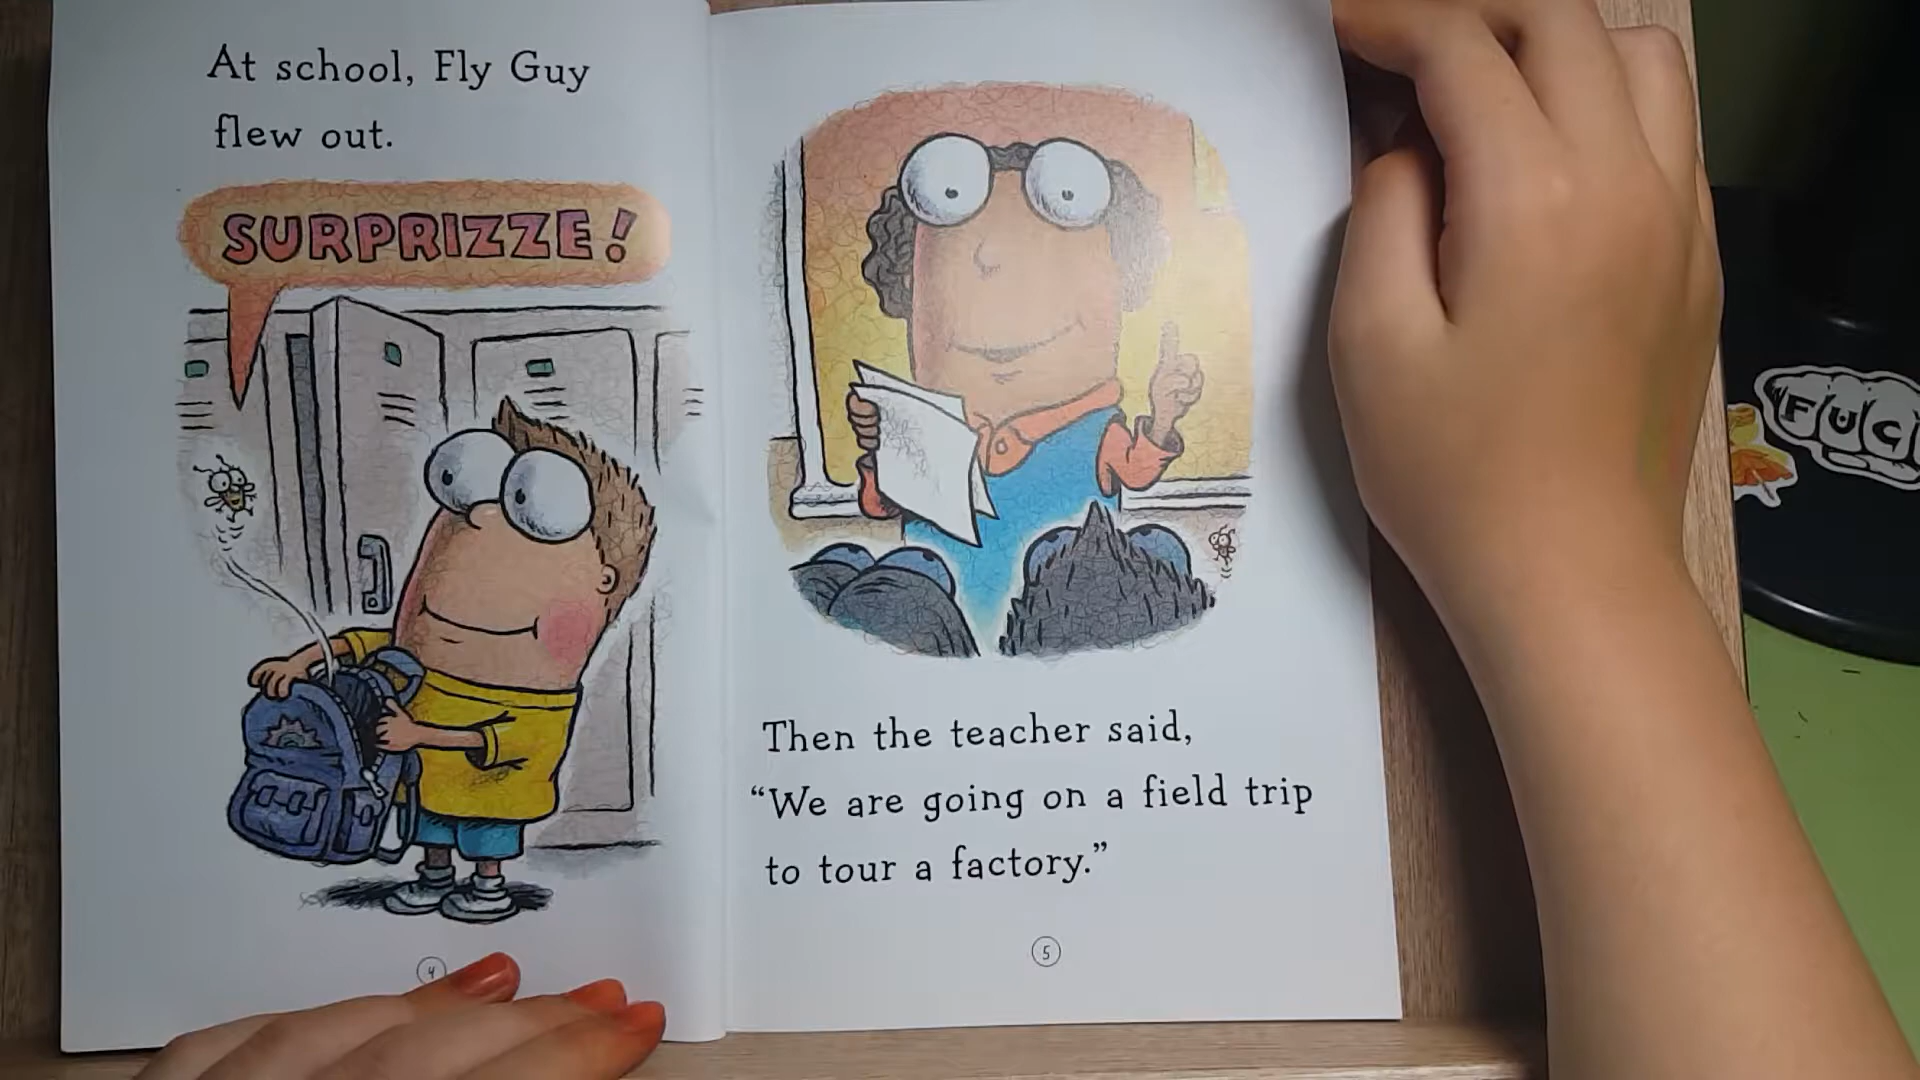 At school, Fly Guy
flew out.
SURPRIZZE!
4
Then the teacher said,
“We are going on a field trip
to tour a factory.”
5
FUC